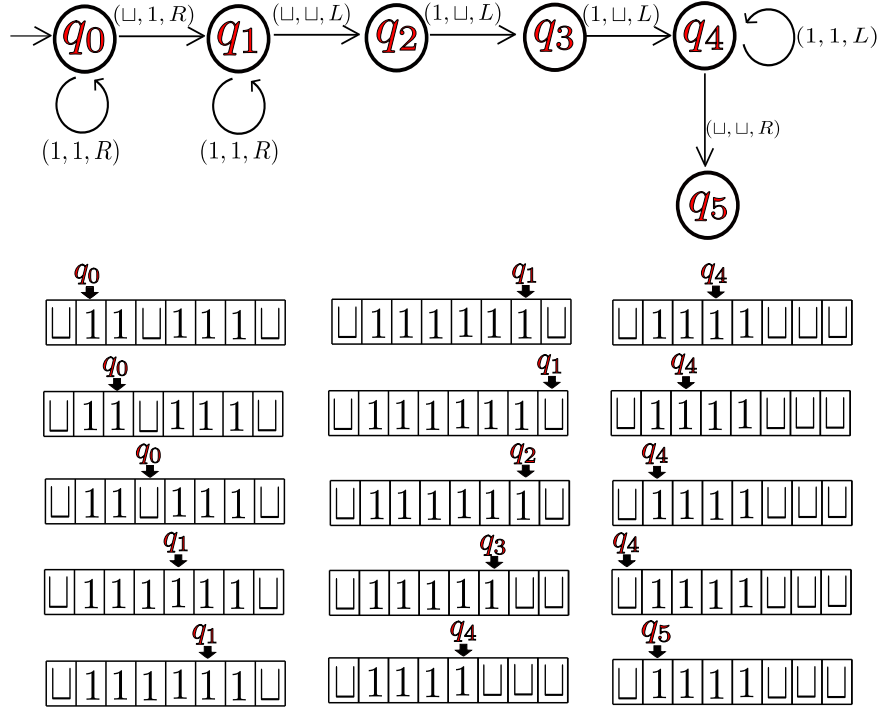 (⊔, 1, R) (⊔, ⊔, L) (1, ⊔, L) (1, ⊔, L)
q₀ q₁ q₂ q₃ q₄ (1, 1, L)
(1, 1, R) (1, 1, R) (⊔, ⊔, R)
q₅
q₀
⊔ 1 1 ⊔ 1 1 1 ⊔
q₀
⊔ 1 1 ⊔ 1 1 1 ⊔
q₀
⊔ 1 1 ⊔ 1 1 1 ⊔
q₁
⊔ 1 1 1 1 1 1 ⊔
q₁
⊔ 1 1 1 1 1 1 ⊔
q₁
⊔ 1 1 1 1 1 1 ⊔
q₁
⊔ 1 1 1 1 1 1 ⊔
q₂
⊔ 1 1 1 1 1 1 ⊔
q₃
⊔ 1 1 1 1 1 ⊔ ⊔
q₄
⊔ 1 1 1 1 ⊔ ⊔ ⊔
q₄
⊔ 1 1 1 1 ⊔ ⊔ ⊔
q₄
⊔ 1 1 1 1 ⊔ ⊔ ⊔
q₄
⊔ 1 1 1 1 ⊔ ⊔ ⊔
q₄
⊔ 1 1 1 1 ⊔ ⊔ ⊔
q₅
⊔ 1 1 1 1 ⊔ ⊔ ⊔